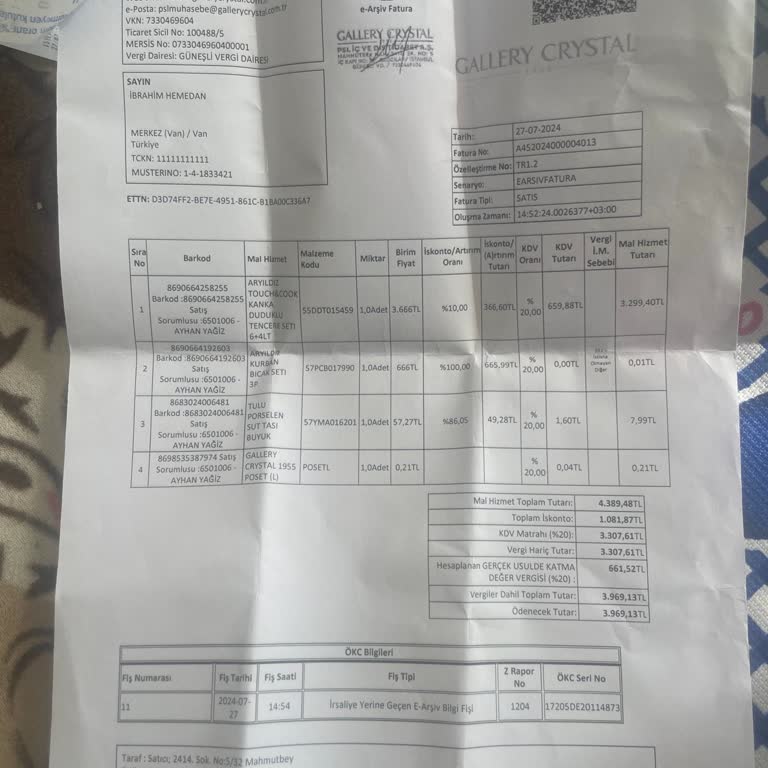 e-Posta: pslmuhasebe@gallerycrystal.com.tr
VKN: 7330469604
Ticaret Sicil No: 100488/5
MERSİS No: 0733046960400001
Vergi Dairesi: GÜNEŞLİ VERGİ DAİRESİ
e-Arşiv Fatura
GALLERY CRYSTAL
GALLERY CRYSTAL
SAYIN
İBRAHİM HEMEDAN
MERKEZ (Van) / Van
Türkiye
TCKN: 11111111111
MUSTERINO: 1-4-1833421
Tarih: 27-07-2024
Fatura No: A452024000004013
Özelleştirme No: TR1.2
Senaryo: EARSIVFATURA
Fatura Tipi: SATIS
Oluşma Zamanı: 14:52:24.0026377+03:00
ETTN: D3D74FF2-BE7E-4951-861C-B1BA00C336A7
Sıra No Barkod Mal Hizmet Malzeme Kodu Miktar Birim Fiyat İskonto/Artırım Oranı İskonto/(A)rtırım Tutarı KDV Oranı KDV Tutarı Vergi İ.M. Sebebi Mal Hizmet Tutarı
1 8690664258255 Barkod :8690664258255 Satış Sorumlusu :6501006 - AYHAN YAĞIZ ARYILDIZ TOUCH&COOK KANKA DUDUKLU TENCERE SETI 6+4LT 55DDT015459 1,0Adet 3.666TL %10,00 366,60TL % 20,00 659,88TL 3.299,40TL
2 8690664192603 Barkod :8690664192603 Satış Sorumlusu :6501006 - AYHAN YAĞIZ ARYILDIZ KURBAN BICAK SETI 3P 57PCB017990 1,0Adet 666TL %100,00 665,99TL % 20,00 0,00TL 0,01TL
3 8683024006481 Barkod :8683024006481 Satış Sorumlusu :6501006 - AYHAN YAĞIZ TULU PORSELEN SUT TASI BUYUK 57YMA016201 1,0Adet 57,27TL %86,05 49,28TL % 20,00 1,60TL 7,99TL
4 8698535387974 Satış Sorumlusu :6501006 - AYHAN YAĞIZ GALLERY CRYSTAL 1955 POSET (L) POSETL 1,0Adet 0,21TL % 20,00 0,04TL 0,21TL
Mal Hizmet Toplam Tutarı: 4.389,48TL
Toplam İskonto: 1.081,87TL
KDV Matrahı (%20): 3.307,61TL
Vergi Hariç Tutar: 3.307,61TL
Hesaplanan GERÇEK USULDE KATMA DEĞER VERGİSİ (%20) : 661,52TL
Vergiler Dahil Toplam Tutar: 3.969,13TL
Ödenecek Tutar: 3.969,13TL
ÖKC Bilgileri
Fiş Numarası Fiş Tarihi Fiş Saati Fiş Tipi Z Rapor No ÖKC Seri No
11 2024-07-27 14:54 İrsaliye Yerine Geçen E-Arşiv Bilgi Fişi 1204 17205DE20114873
Taraf : Satıcı; 2414. Sok. No:5/32 Mahmutbey